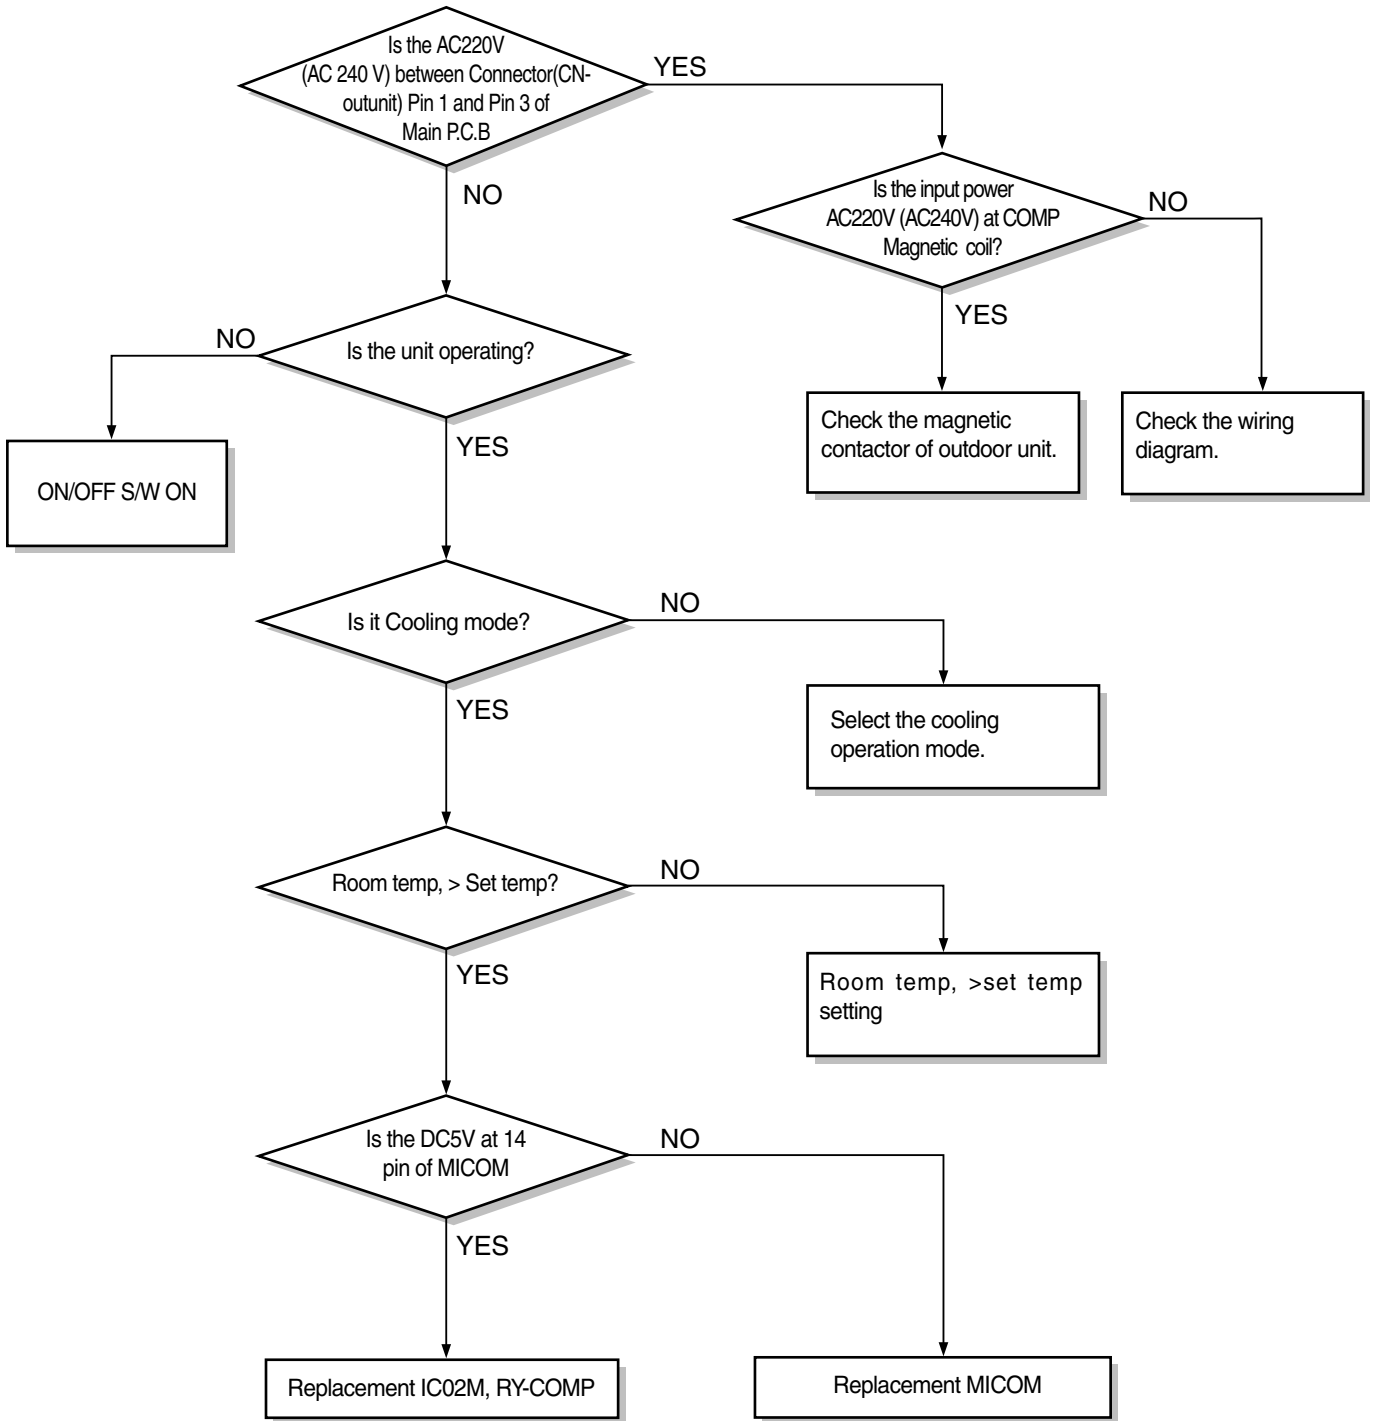 Is the AC220V
(AC 240 V) between Connector(CN-
outunit) Pin 1 and Pin 3 of
Main P.C.B
YES
NO
Is the input power
AC220V (AC240V) at COMP
Magnetic coil?
NO
YES
Check the magnetic
contactor of outdoor unit.
Check the wiring
diagram.
Is the unit operating?
NO
YES
ON/OFF S/W ON
Is it Cooling mode?
NO
YES
Select the cooling
operation mode.
Room temp, > Set temp?
NO
YES
Room temp, >set temp
setting
Is the DC5V at 14
pin of MICOM
NO
YES
Replacement IC02M, RY-COMP
Replacement MICOM